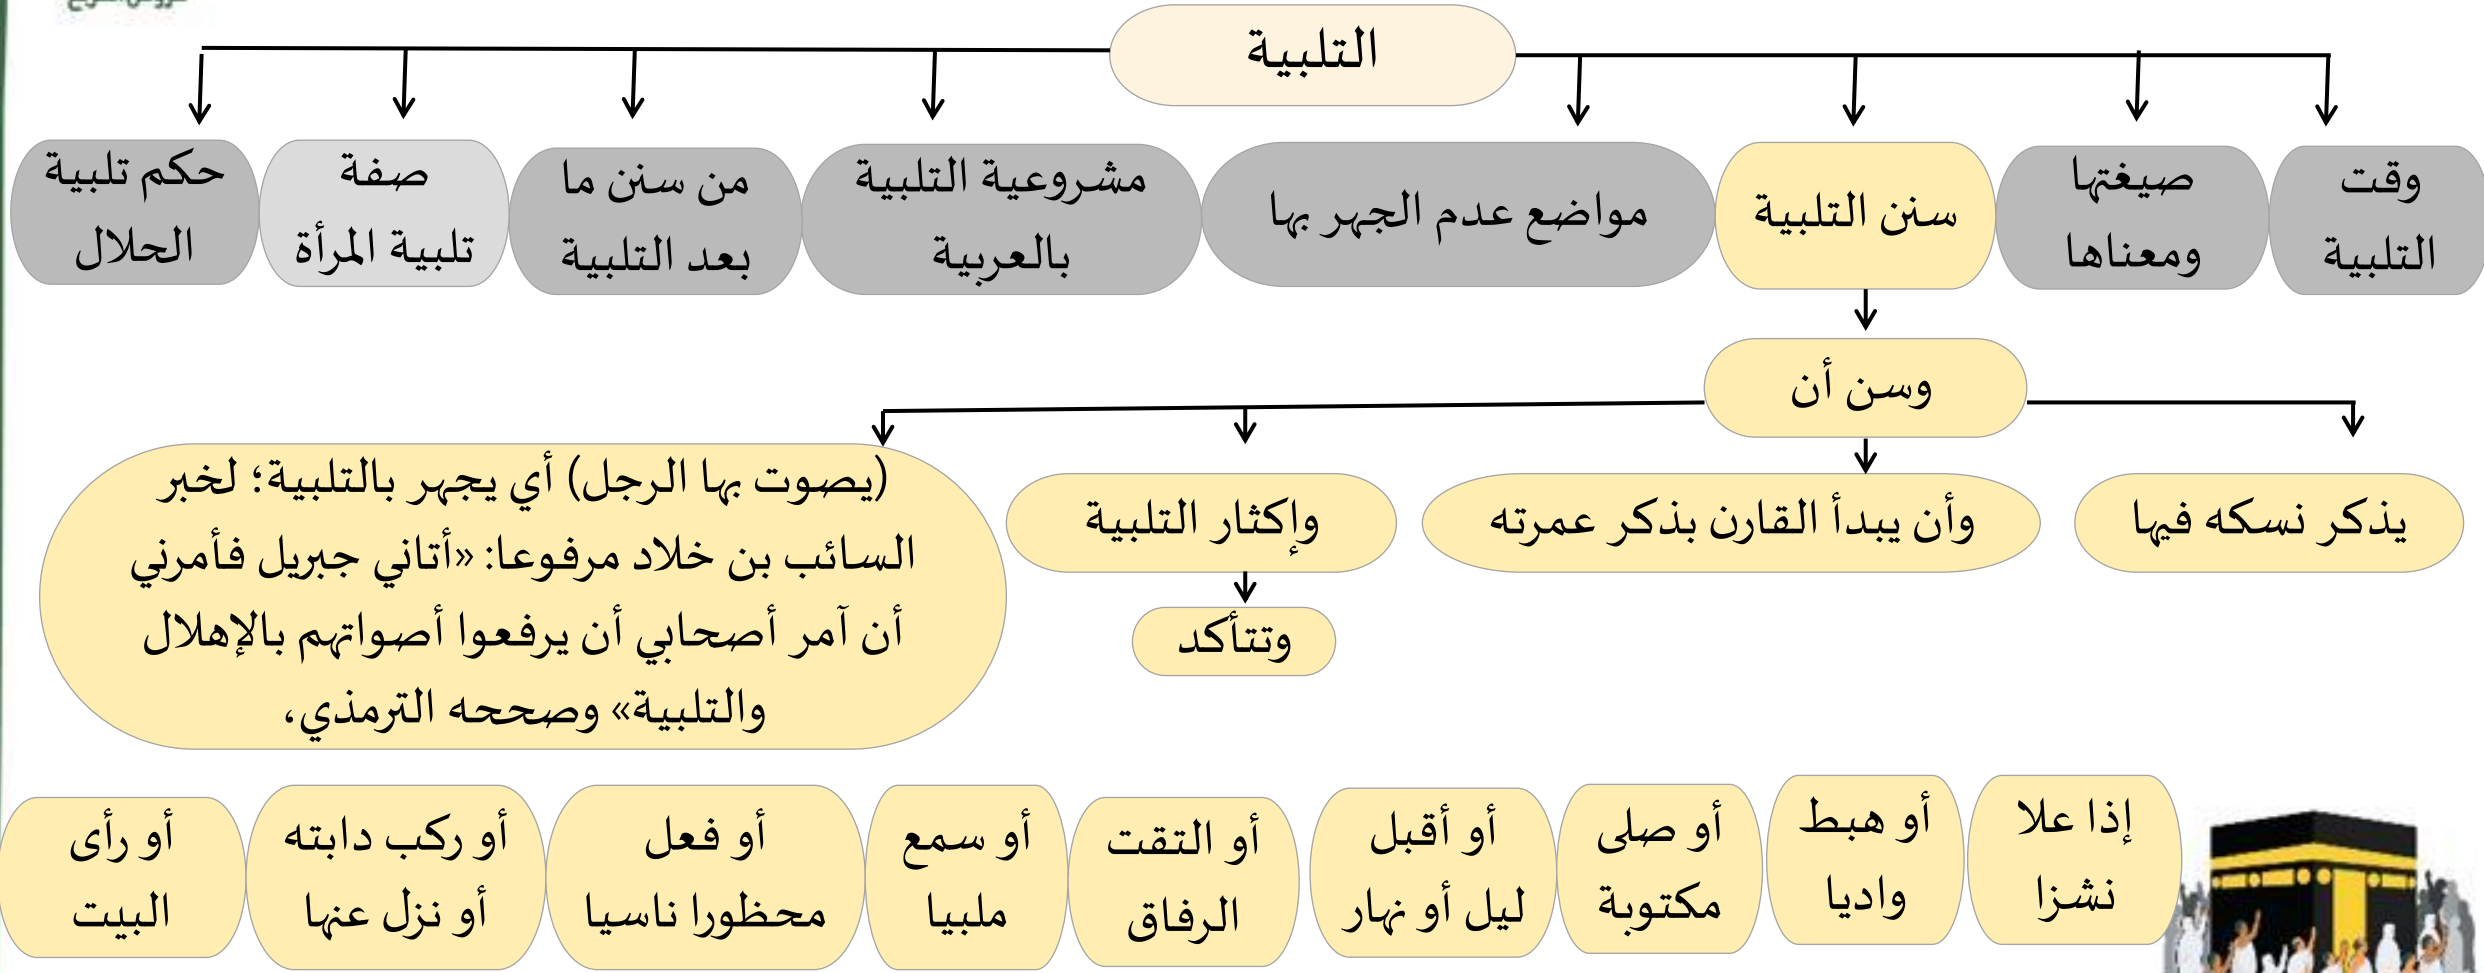 التلبية
وقت
التلبية
صيغتها
ومعناها
سنن التلبية
مواضع عدم الجهر بها
مشروعية التلبية
بالعربية
من سنن ما
بعد التلبية
صفة
تلبية المرأة
حكم تلبية
الحلال
وسن أن
يذكر نسكه فيها
وأن يبدأ القارن بذكر عمرته
وإكثار التلبية
(يصوت بها الرجل) أي يجهر بالتلبية؛ لخبر
السائب بن خلاد مرفوعا: «أتاني جبريل فأمرني
أن آمر أصحابي أن يرفعوا أصواتهم بالإهلال
والتلبية» وصححه الترمذي،
وتتأكد
إذا علا
نشزا
أو هبط
واديا
أو صلى
مكتوبة
أو أقبل
ليل أو نهار
أو التقت
الرفاق
أو سمع
ملبيا
أو فعل
محظورا ناسيا
أو ركب دابته
أو نزل عنها
أو رأى
البيت